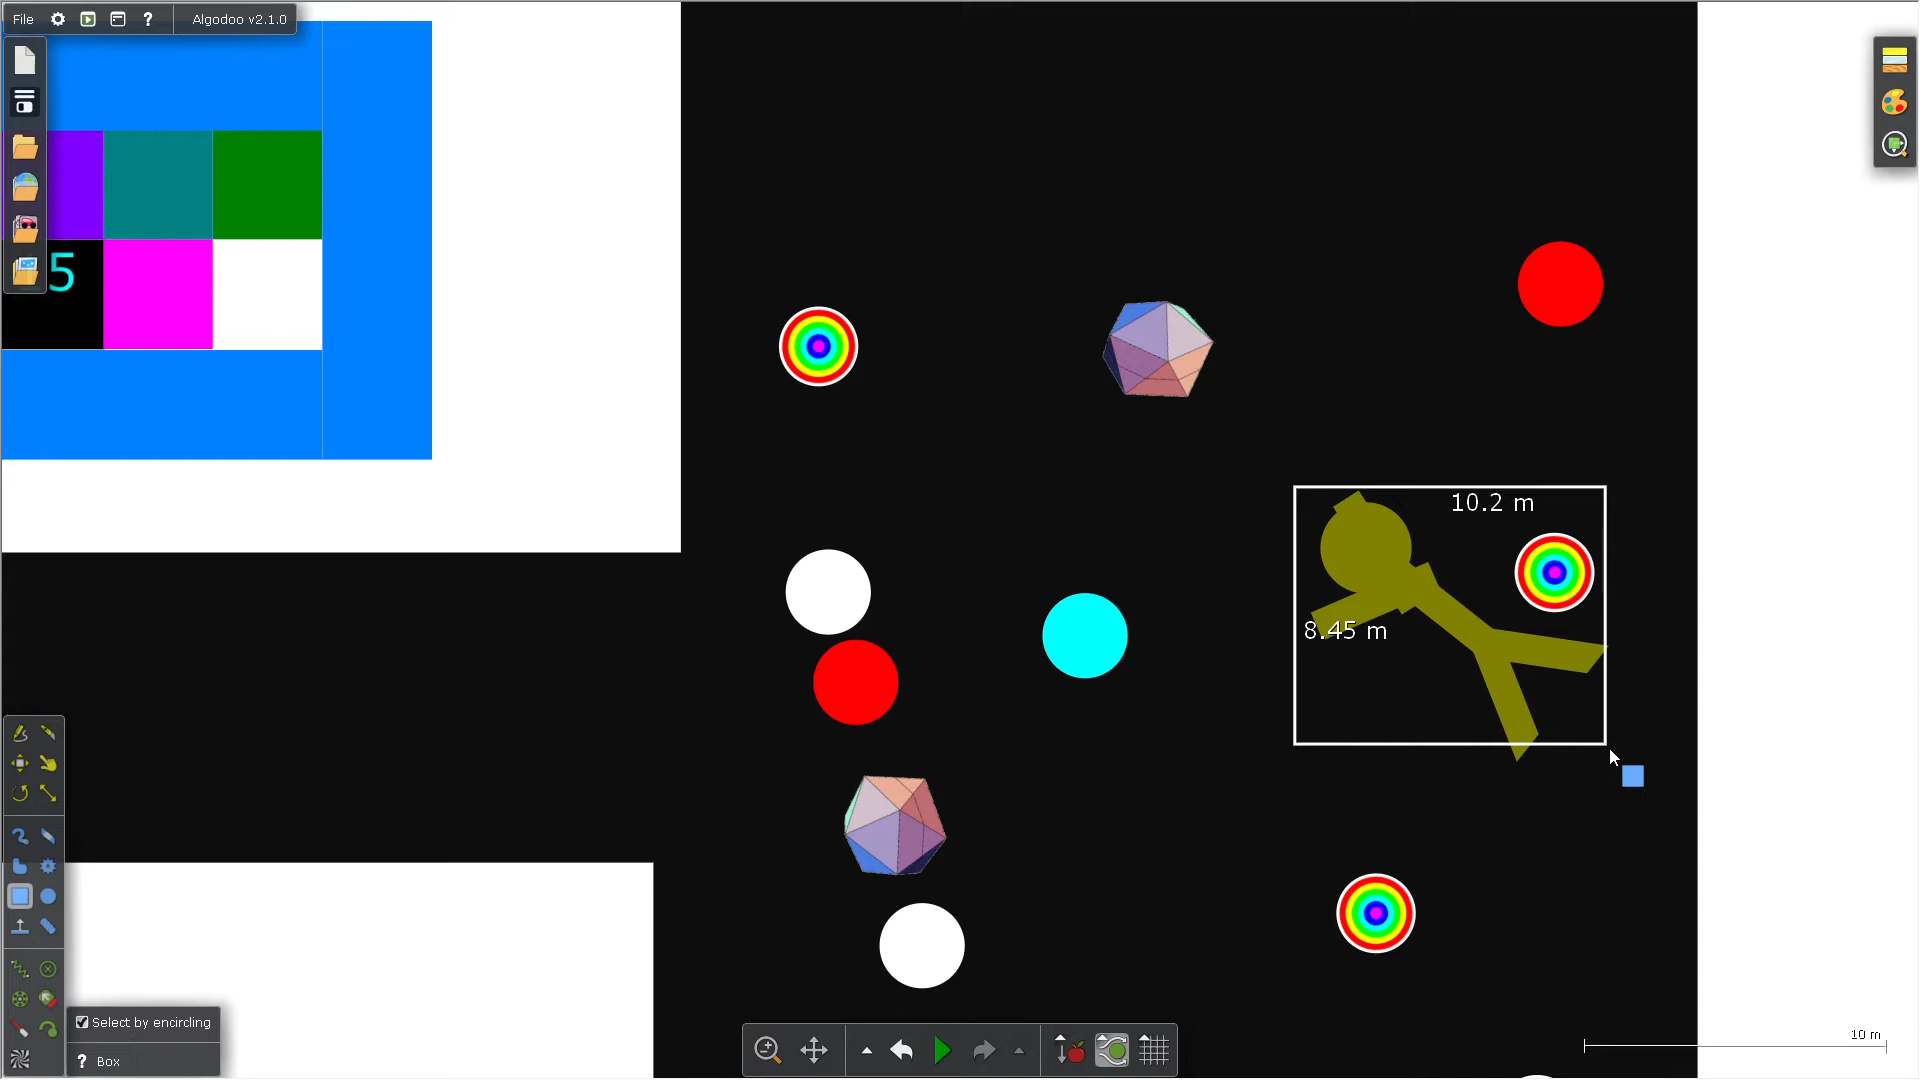 File ? Algodoo v2.1.0
5
10.2 m
8.45 m
Select by encircling
? Box
10 m